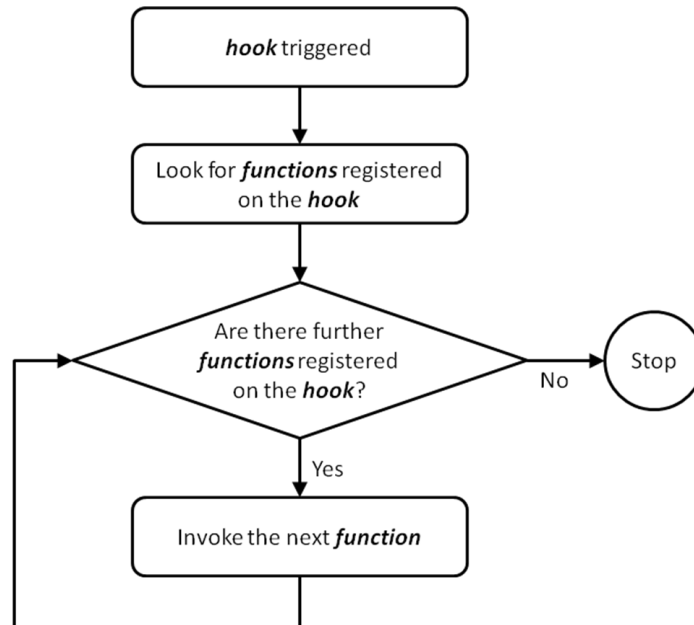 hook triggered
Look for functions registered
on the hook
Are there further
functions registered
on the hook?
No
Stop
Yes
Invoke the next function